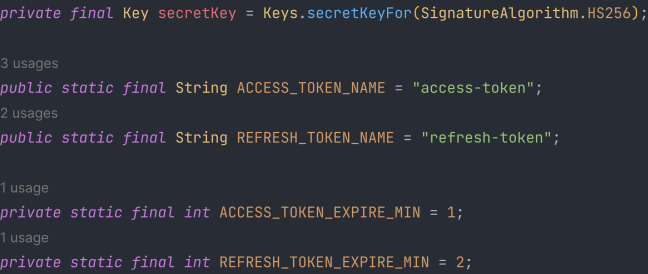 private final Key secretKey = Keys.secretKeyFor(SignatureAlgorithm.HS256);
3 usages
public static final String ACCESS_TOKEN_NAME = "access-token";
2 usages
public static final String REFRESH_TOKEN_NAME = "refresh-token";
1 usage
private static final int ACCESS_TOKEN_EXPIRE_MIN = 1;
1 usage
private static final int REFRESH_TOKEN_EXPIRE_MIN = 2;